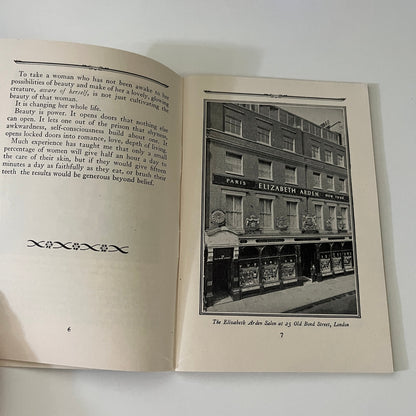 To take a woman who has not been awake to her
possibilities of beauty and make of her a lovely, glowing
creature, aware of herself, is not just cultivating the
beauty of that woman.
It is changing her whole life.
Beauty is power. It opens doors that nothing else
can open. It lets one out of the prison that shyness,
awkwardness, self-consciousness build about one. It
opens locked doors into romance, love, depth of living.
Much experience has taught me that only a small
percentage of women will give half an hour a day to
the care of their skin, but if they would give fifteen
minutes a day as faithfully as they eat, or brush their
teeth the results would be generous beyond belief.
6
PARIS ELIZABETH ARDEN NEW YORK
The Elizabeth Arden Salon at 25 Old Bond Street, London
7